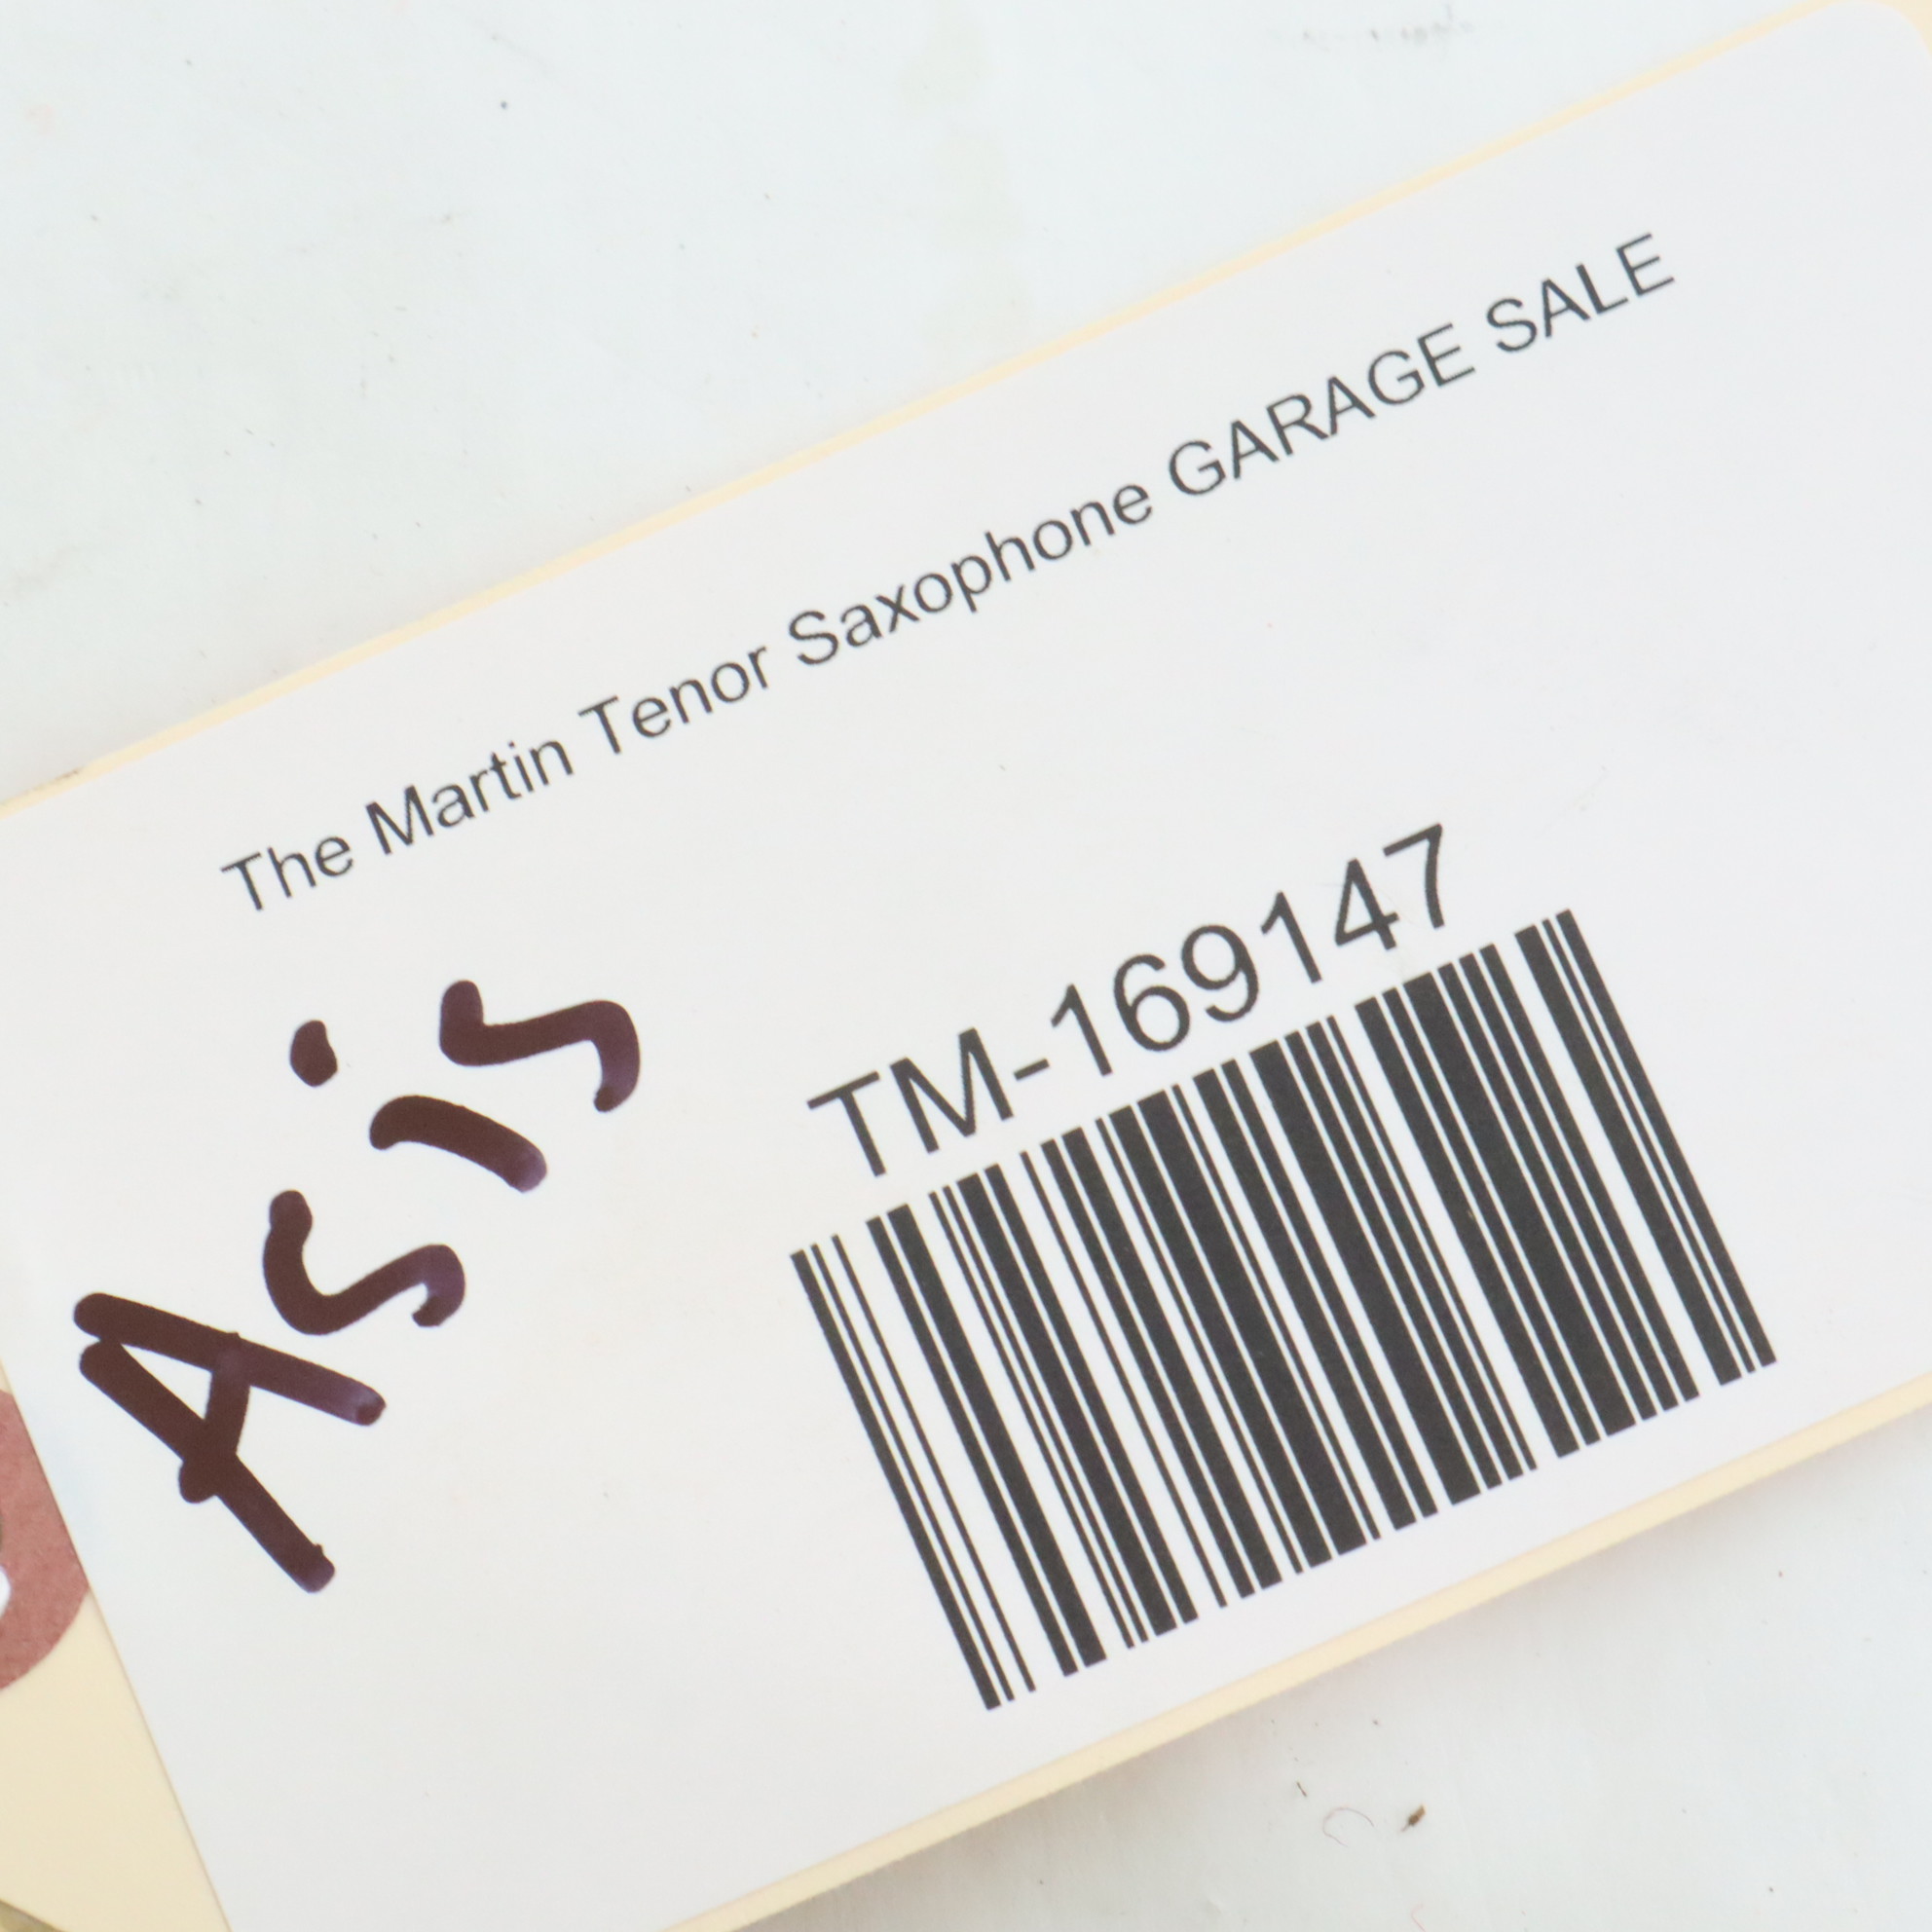 The Martin Tenor Saxophone GARAGE SALE
As is
TM-169147